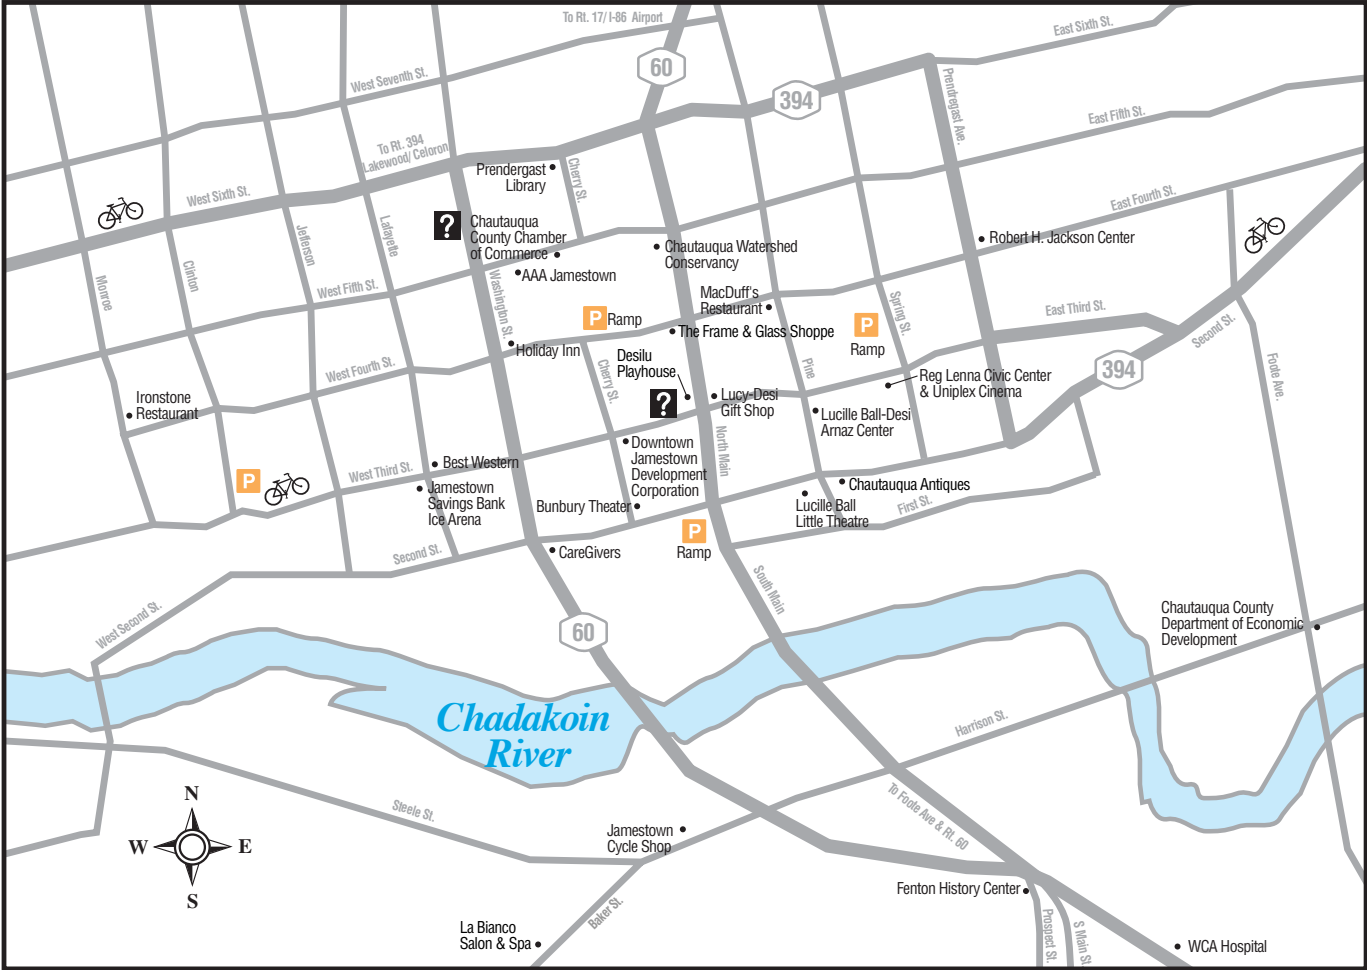 To Rt. 17/ I-86 Airport
East Sixth St.
60
West Seventh St.
394
Prendregast Ave.
East Fifth St.
To Rt. 394
Lakewood/ Celoron
Prendergast
Library
Cherry St.
West Sixth St.
East Fourth St.
?
Chautauqua
County Chamber
of Commerce
Jefferson
Lafayette
Chautauqua Watershed
Conservancy
Robert H. Jackson Center
Monroe
Clinton
AAA Jamestown
West Fifth St.
Washington St.
MacDuff's
Restaurant
Spring St.
East Third St.
P Ramp
The Frame & Glass Shoppe
P
Ramp
Second St.
Holiday Inn
Desilu
Playhouse
West Fourth St.
Cherry St.
Pine
Reg Lenna Civic Center
& Uniplex Cinema
394
Foote Ave.
Ironstone
Restaurant
?
Lucy-Desi
Gift Shop
Lucille Ball-Desi
Arnaz Center
North Main
Downtown
Jamestown
Development
Corporation
Best Western
West Third St.
P
Jamestown
Savings Bank
Ice Arena
Bunbury Theater
Chautauqua Antiques
Lucille Ball
Little Theatre
First St.
P
Ramp
Second St.
CareGivers
South Main
West Second St.
60
Chautauqua County
Department of Economic
Development
Chadakoin
River
Harrison St.
N
W
E
S
Steele St.
To Foote Ave & Rt. 60
Jamestown
Cycle Shop
Fenton History Center
Baker St.
La Bianco
Salon & Spa
Prospect St.
S Main St.
WCA Hospital